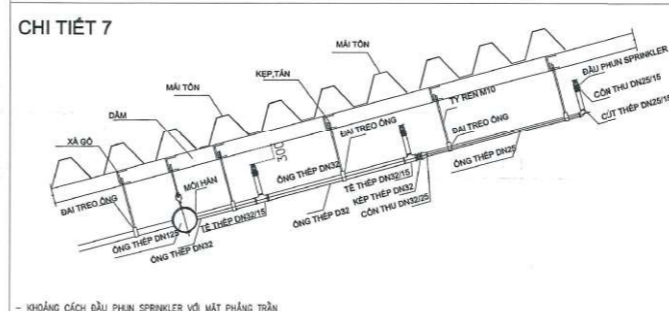 CHI TIẾT 7
MÁI TÔN
KẸP,TÁN
MÁI TÔN
ĐẦU PHUN SPRINKLER
CÔN THU DN25/15
CÚT THÉP DN25/15
TY REN M10
DẦM
XÀ GỒ
300
ĐAI TREO ỐNG
ĐAI TREO ỐNG
ỐNG THÉP DN25
ỐNG THÉP DN32
TÊ THÉP DN32/15
KÉP THÉP DN32
CÔN THU DN32/25
ĐAI TREO ỐNG
MỐI HÀN
TÊ THÉP DN32/15
ỐNG THÉP D32
ỐNG THÉP DN125
ỐNG THÉP DN32
- KHOẢNG CÁCH ĐẦU PHUN SPRINKLER VỚI MẶT PHẲNG TRẦN